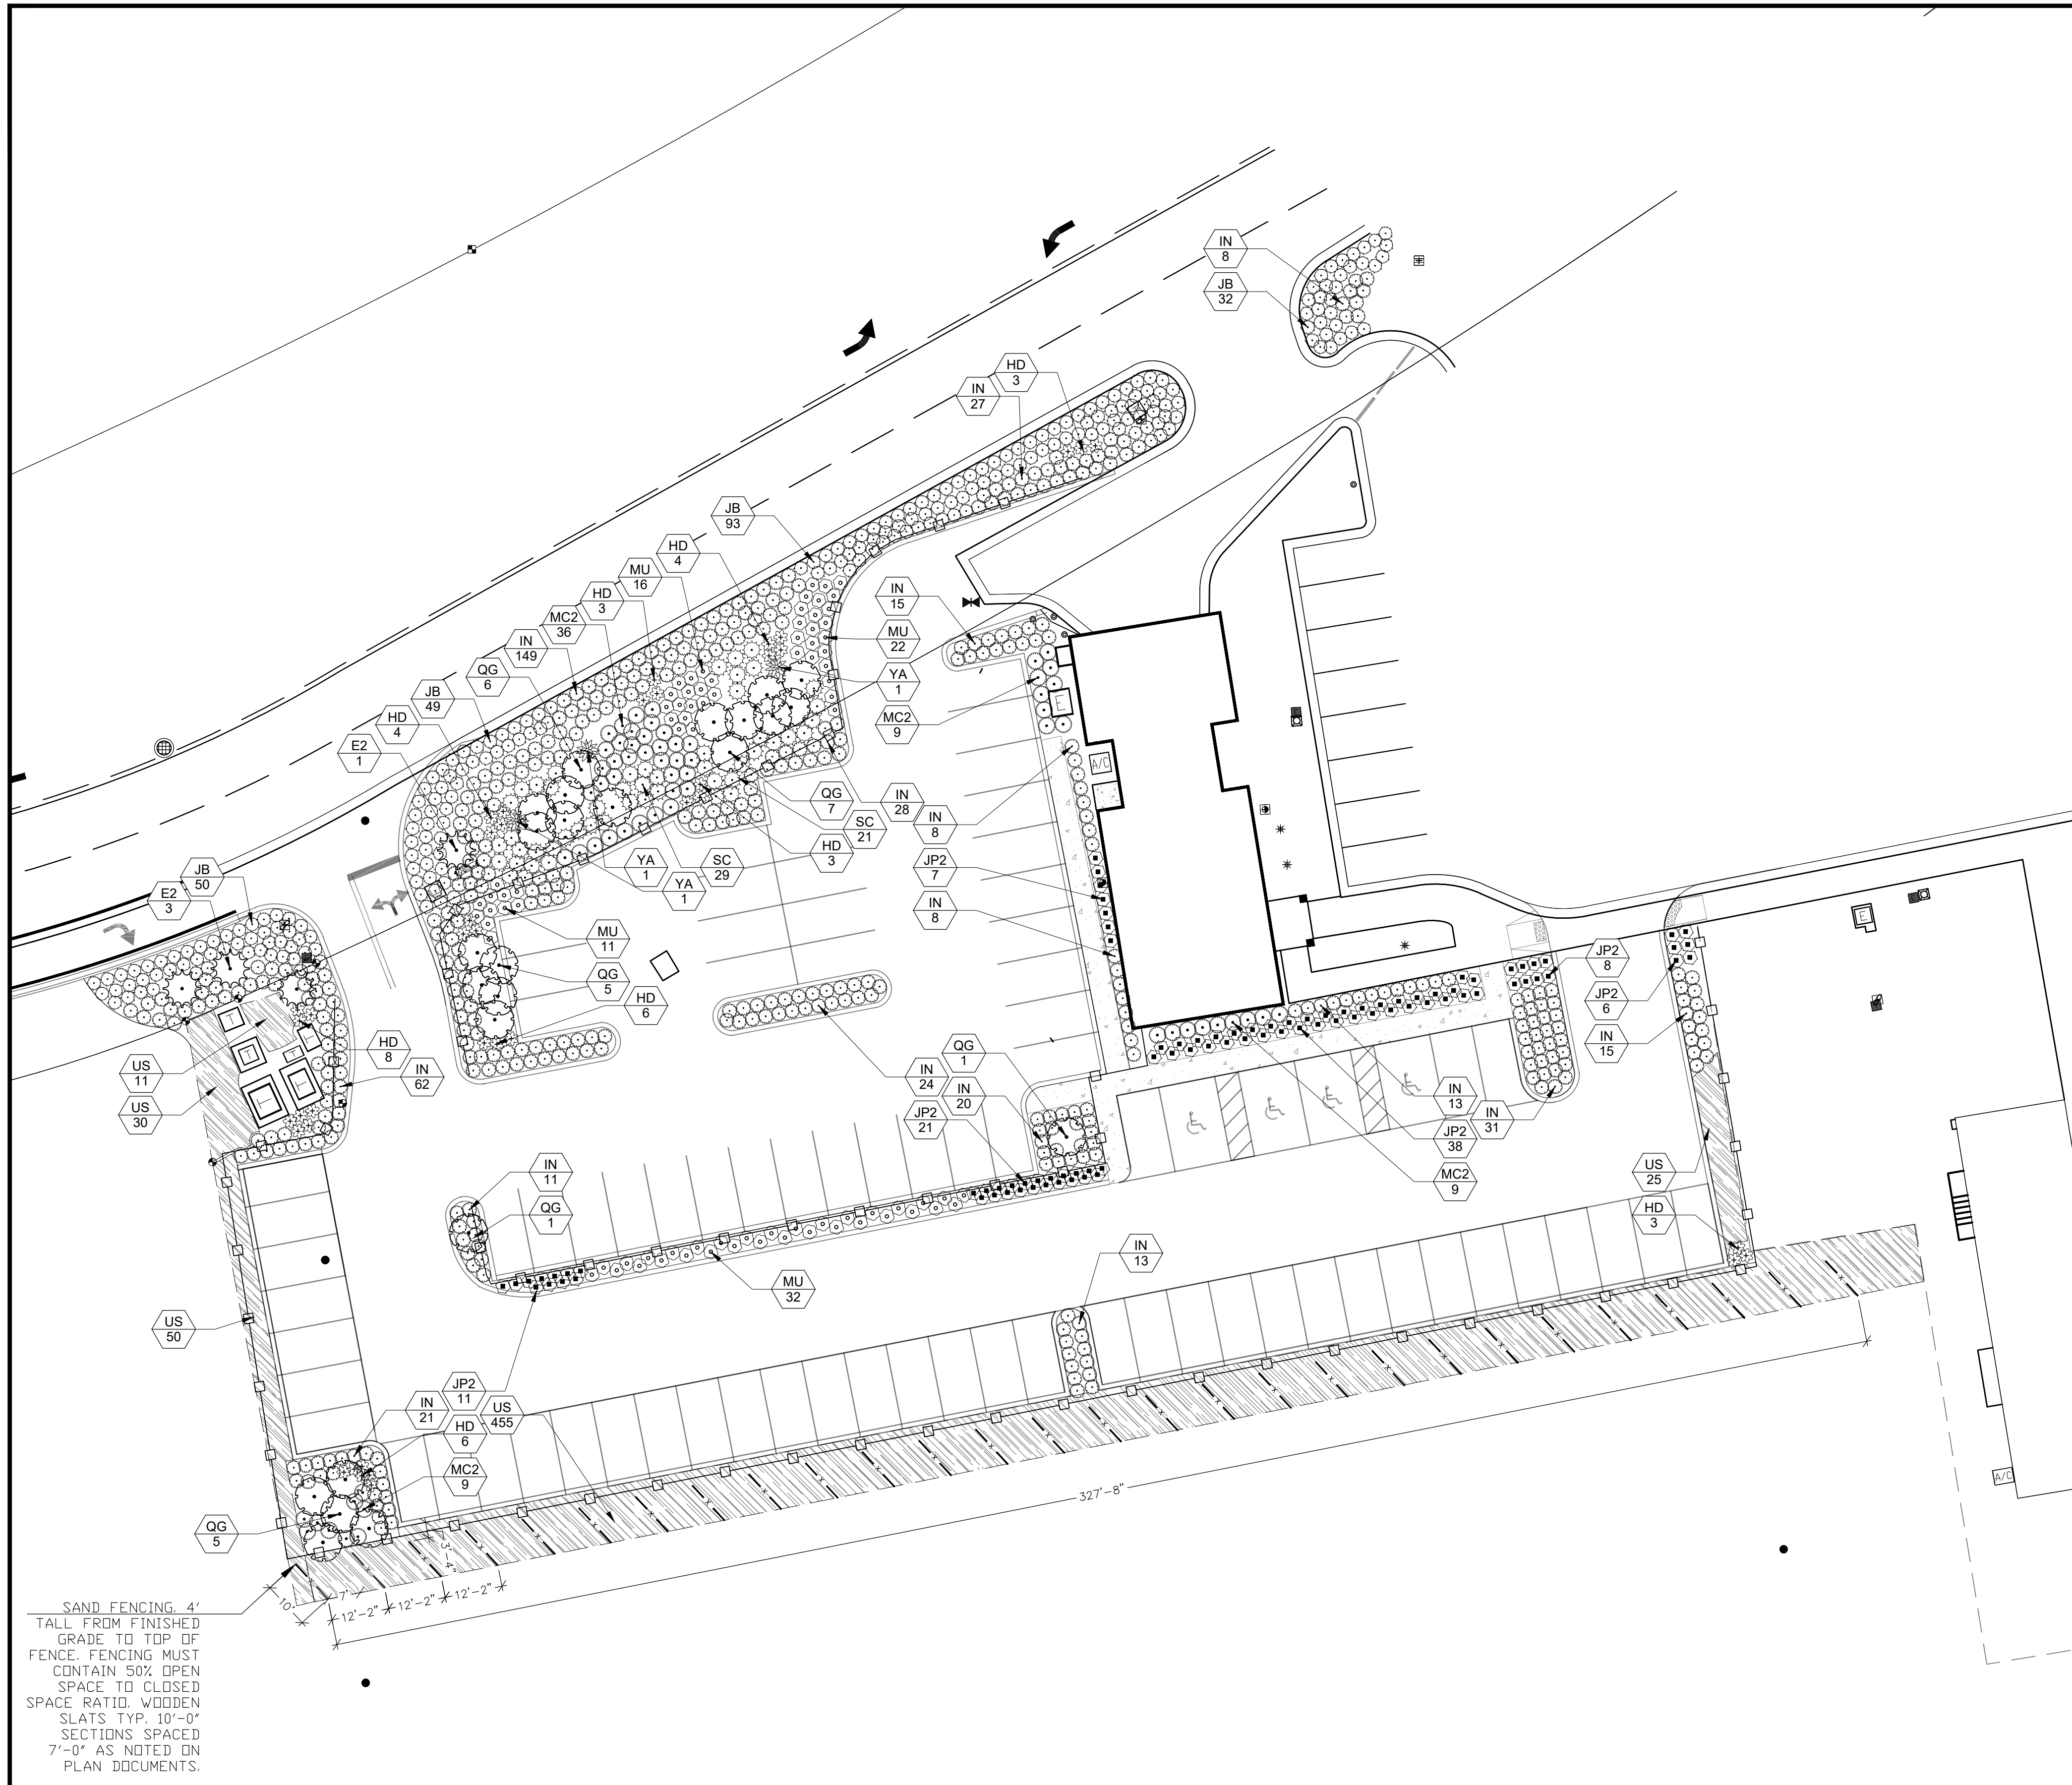 IN
8
JB
32
HD
3
IN
27
JB
93
HD
4
MU
16
HD
3
MC2
36
IN
149
QG
6
JB
49
HD
4
E2
1
IN
15
MU
22
YA
1
MC2
9
E
A/C
QG
7
IN
28
SC
21
IN
8
HD
3
YA
1
SC
29
YA
1
JP2
7
IN
8
JB
50
E2
3
MU
11
QG
5
HD
6
E
JP2
8
JP2
6
IN
15
T
T
T
T
T
T
US
11
US
30
HD
8
IN
62
QG
1
IN
24
IN
20
JP2
21
IN
13
IN
31
JP2
38
MC2
9
US
25
HD
3
IN
11
QG
1
IN
13
MU
32
US
50
JP2
11
IN
21
US
455
HD
6
MC2
9
QG
5
A/C
327'-8"
3'-4"
10'
7'
12'-2"
12'-2"
12'-2"
SAND FENCING. 4'
TALL FROM FINISHED
GRADE TO TOP OF
FENCE. FENCING MUST
CONTAIN 50% OPEN
SPACE TO CLOSED
SPACE RATIO. WOODEN
SLATS TYP. 10'-0"
SECTIONS SPACED
7'-0" AS NOTED ON
PLAN DOCUMENTS.